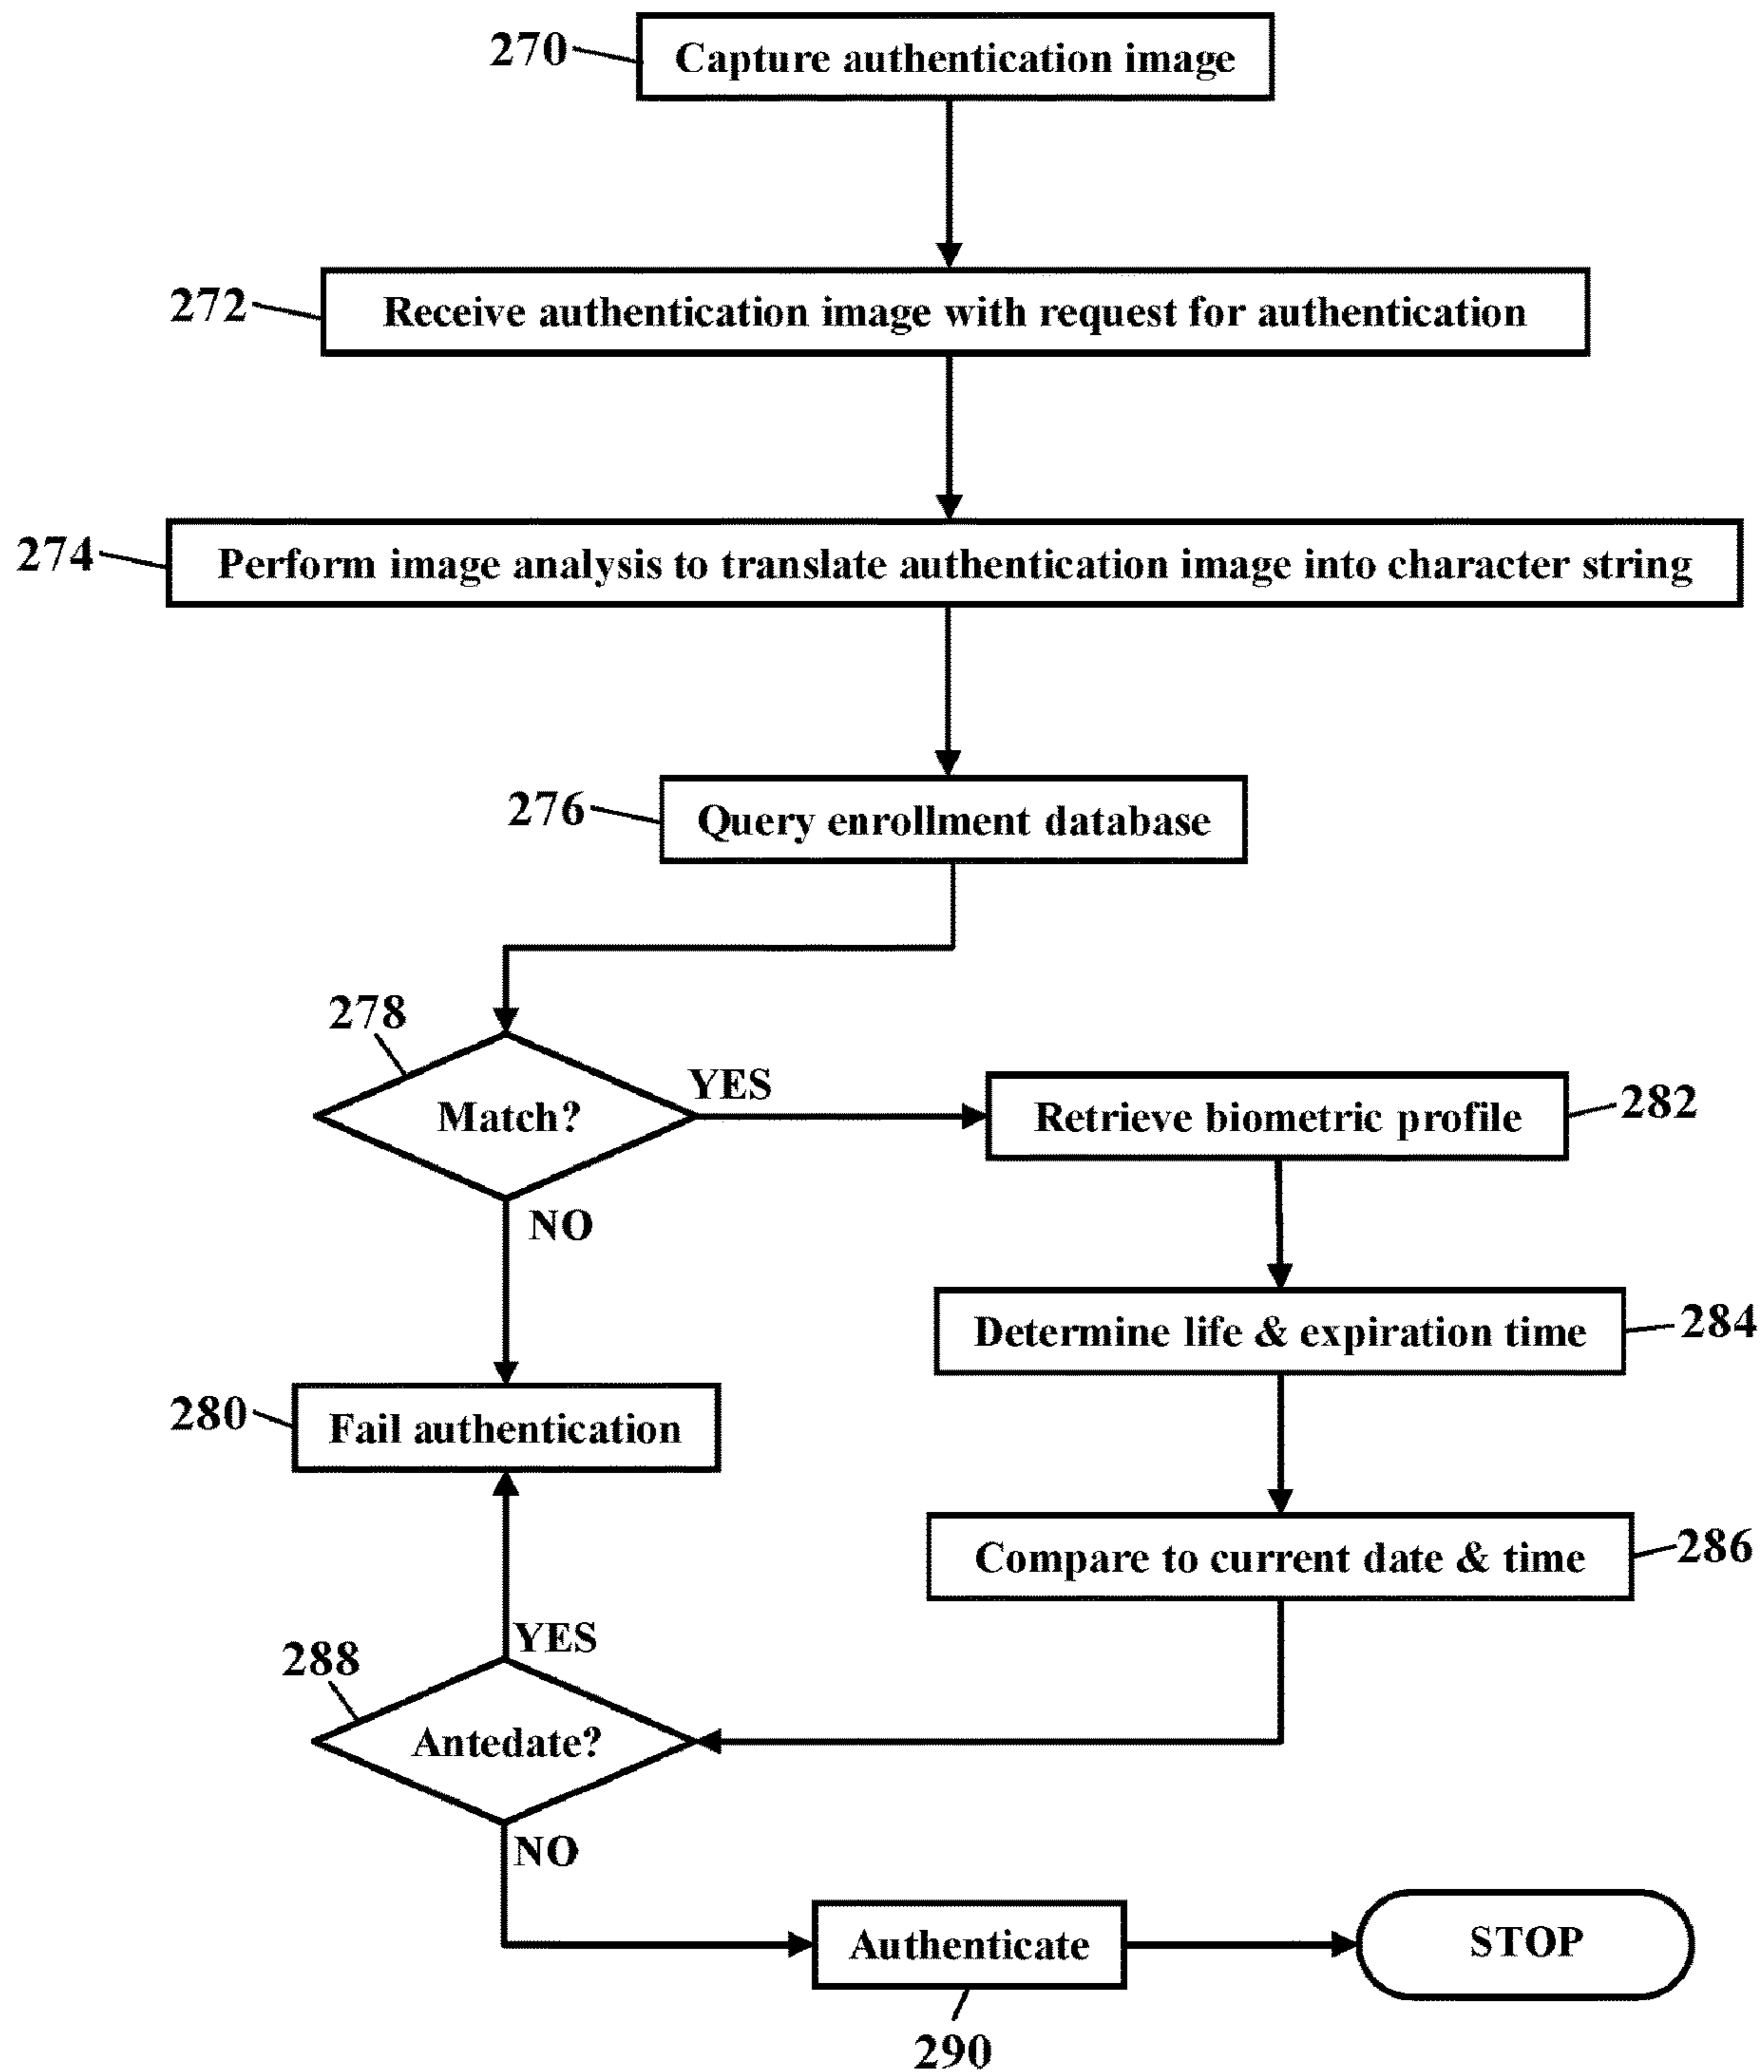 270
Capture authentication image
272
Receive authentication image with request for authentication
274
Perform image analysis to translate authentication image into character string
276
Query enrollment database
278
Match?
YES
Retrieve biometric profile
282
NO
Determine life & expiration time
284
280
Fail authentication
Compare to current date & time
286
YES
288
Antedate?
NO
Authenticate
STOP
290